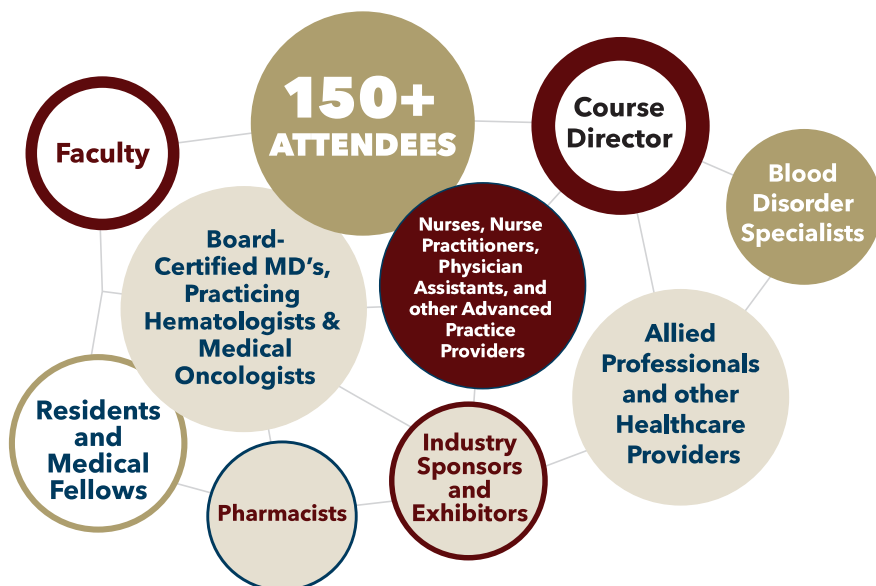 150+
ATTENDEES
Faculty
Course
Director
Blood
Disorder
Specialists
Board-
Certified MD's,
Practicing
Hematologists &
Medical
Oncologists
Nurses, Nurse
Practitioners,
Physician
Assistants, and
other Advanced
Practice
Providers
Allied
Professionals
and other
Healthcare
Providers
Residents
and
Medical
Fellows
Pharmacists
Industry
Sponsors
and
Exhibitors